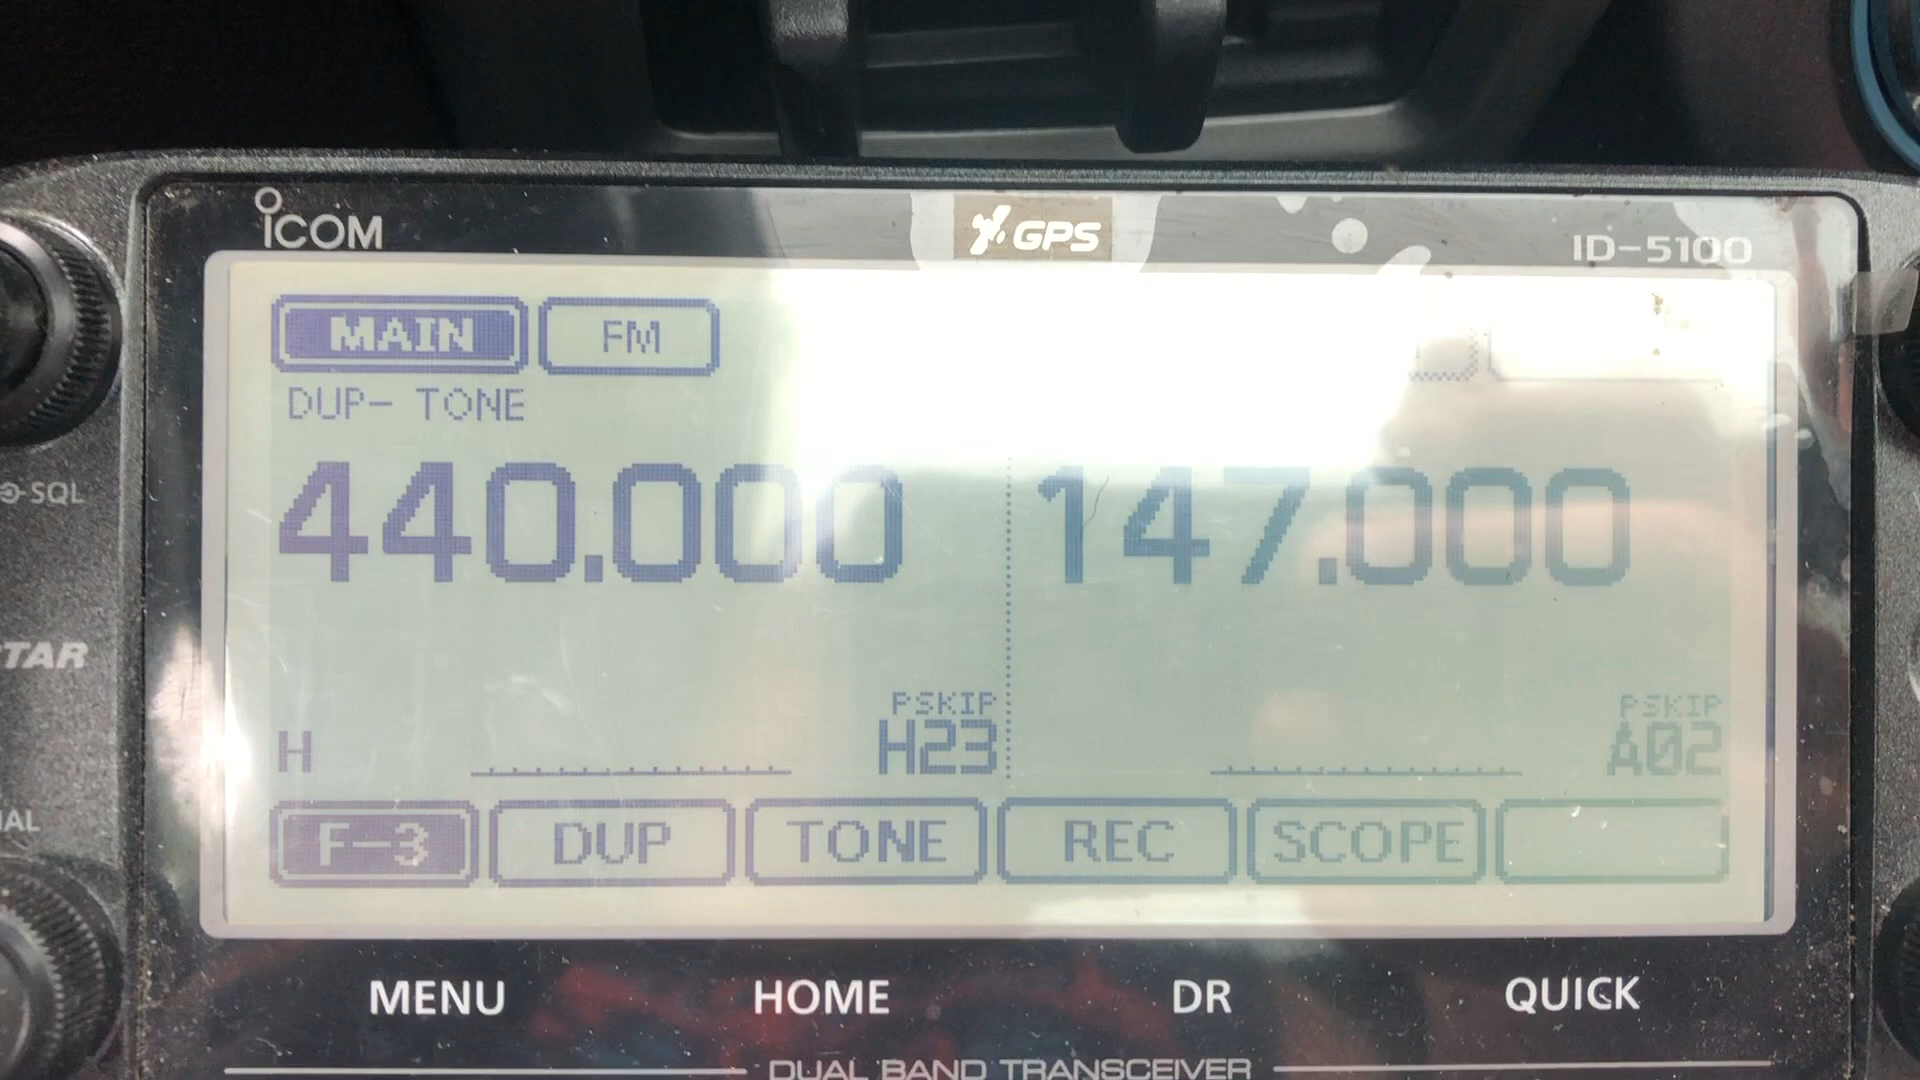 ICOM
GPS
ID-5100
MAIN FM
DUP- TONE
440.000 147.000
SQL
TAR
PSKIP PSKIP
H H23 A02
F-3 DUP TONE REC SCOPE
MENU HOME DR QUICK
DUAL BAND TRANSCEIVER